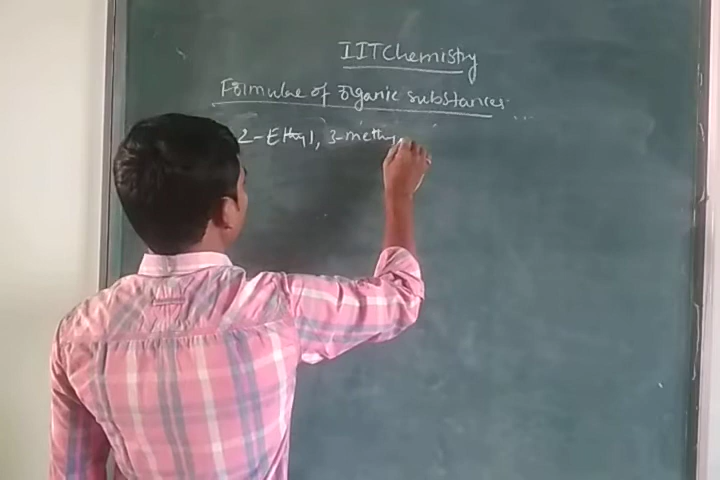 IIT Chemistry
Formulae of organic substances...
2-Ethyl, 3-methy